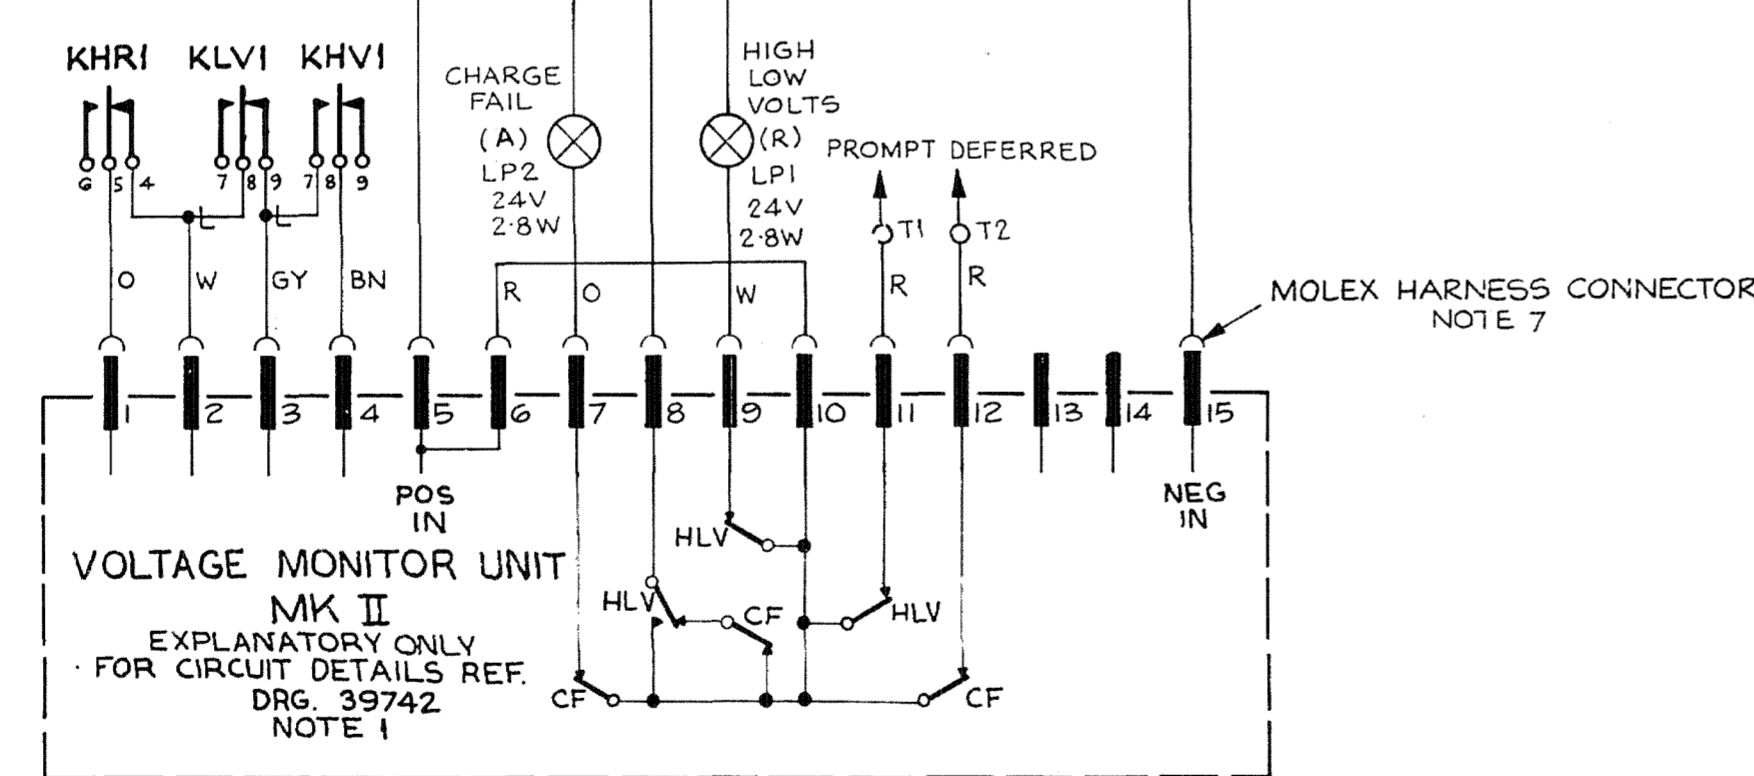 KHR1 KLV1 KHV1
6 5 4 7 8 9 7 8 9
L L
O W GY BN
CHARGE
FAIL
(A)
LP2
24V
2·8W
HIGH
LOW
VOLTS
(R)
LP1
24V
2·8W
PROMPT DEFERRED
T1 T2
R O W R R
MOLEX HARNESS CONNECTOR
NOTE 7
1 2 3 4 5 6 7 8 9 10 11 12 13 14 15
POS
IN
NEG
IN
VOLTAGE MONITOR UNIT
MK II
EXPLANATORY ONLY
FOR CIRCUIT DETAILS REF.
DRG. 39742
NOTE 1
HLV
HLV CF HLV
CF CF